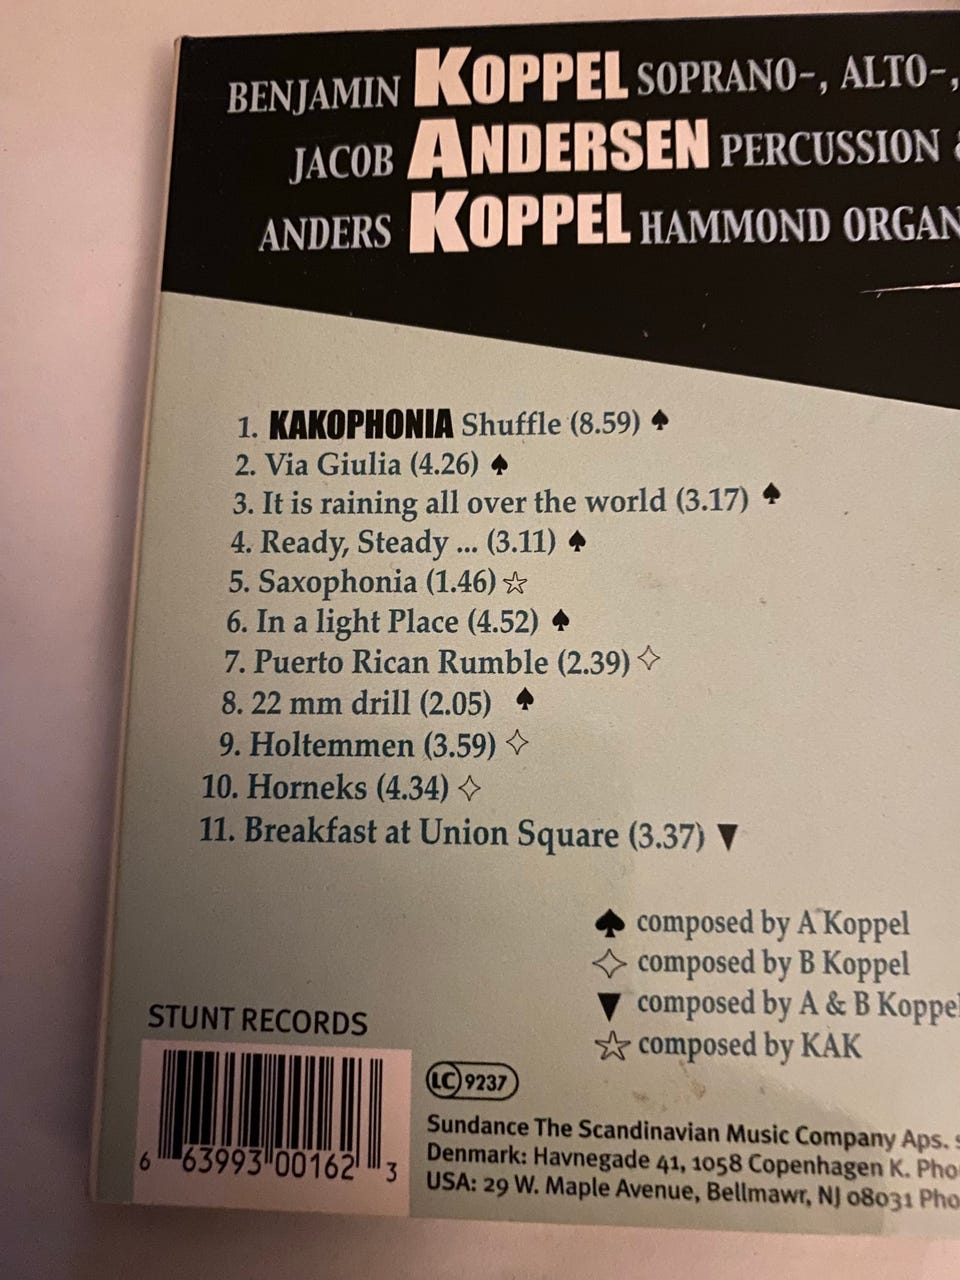 BENJAMIN KOPPEL SOPRANO-, ALTO-,
JACOB ANDERSEN PERCUSSION &
ANDERS KOPPEL HAMMOND ORGAN
1. KAKOPHONIA Shuffle (8.59) ♠
2. Via Giulia (4.26) ♠
3. It is raining all over the world (3.17) ♠
4. Ready, Steady ... (3.11) ♠
5. Saxophonia (1.46) ☆
6. In a light Place (4.52) ♠
7. Puerto Rican Rumble (2.39) ✧
8. 22 mm drill (2.05) ♠
9. Holtemmen (3.59) ✧
10. Horneks (4.34) ✧
11. Breakfast at Union Square (3.37) ▼
♠ composed by A Koppel
✧ composed by B Koppel
▼ composed by A & B Koppel
☆ composed by KAK
STUNT RECORDS
6 63993 00162 3
LC 9237
Sundance The Scandinavian Music Company Aps.
Denmark: Havnegade 41, 1058 Copenhagen K. Pho
USA: 29 W. Maple Avenue, Bellmawr, NJ 08031 Pho